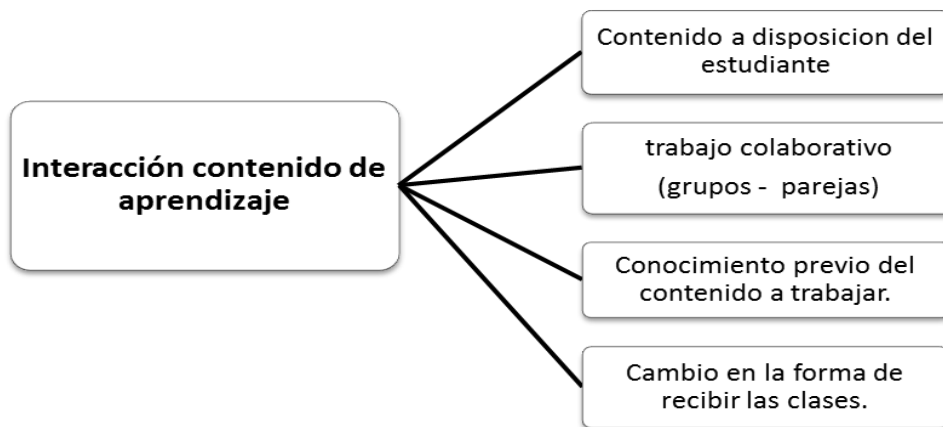 Interacción contenido de
aprendizaje
Contenido a disposicion del
estudiante
trabajo colaborativo
(grupos - parejas)
Conocimiento previo del
contenido a trabajar.
Cambio en la forma de
recibir las clases.